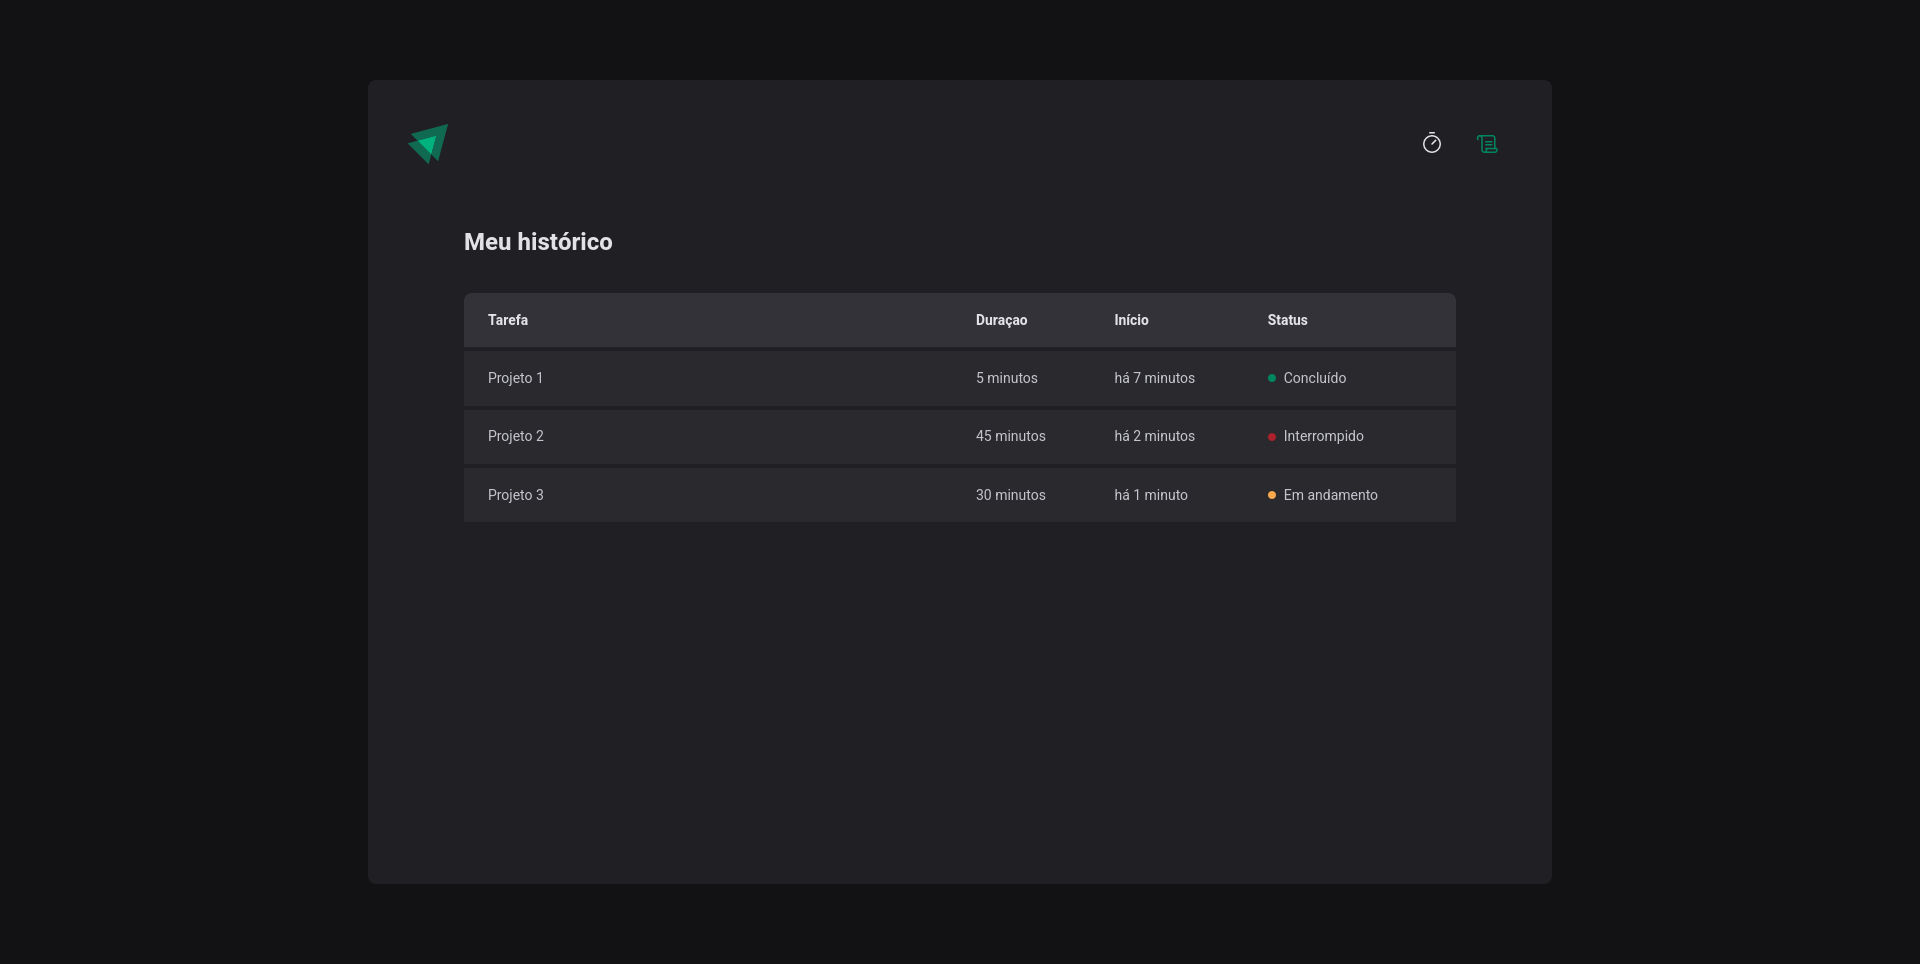 Meu histórico
Tarefa Duraçao Início Status
Projeto 1 5 minutos há 7 minutos Concluído
Projeto 2 45 minutos há 2 minutos Interrompido
Projeto 3 30 minutos há 1 minuto Em andamento